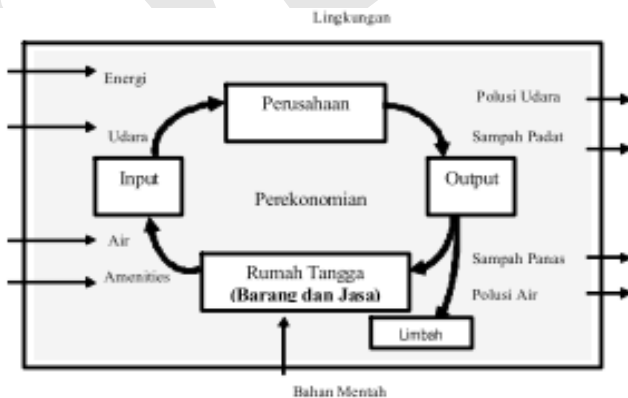 Lingkungan
Energi
Perusahaan
Polusi Udara
Udara
Sampah Padat
Input
Perekonomian
Output
Air
Amenities
Rumah Tangga
(Barang dan Jasa)
Sampah Panas
Polusi Air
Limbah
Bahan Mentah